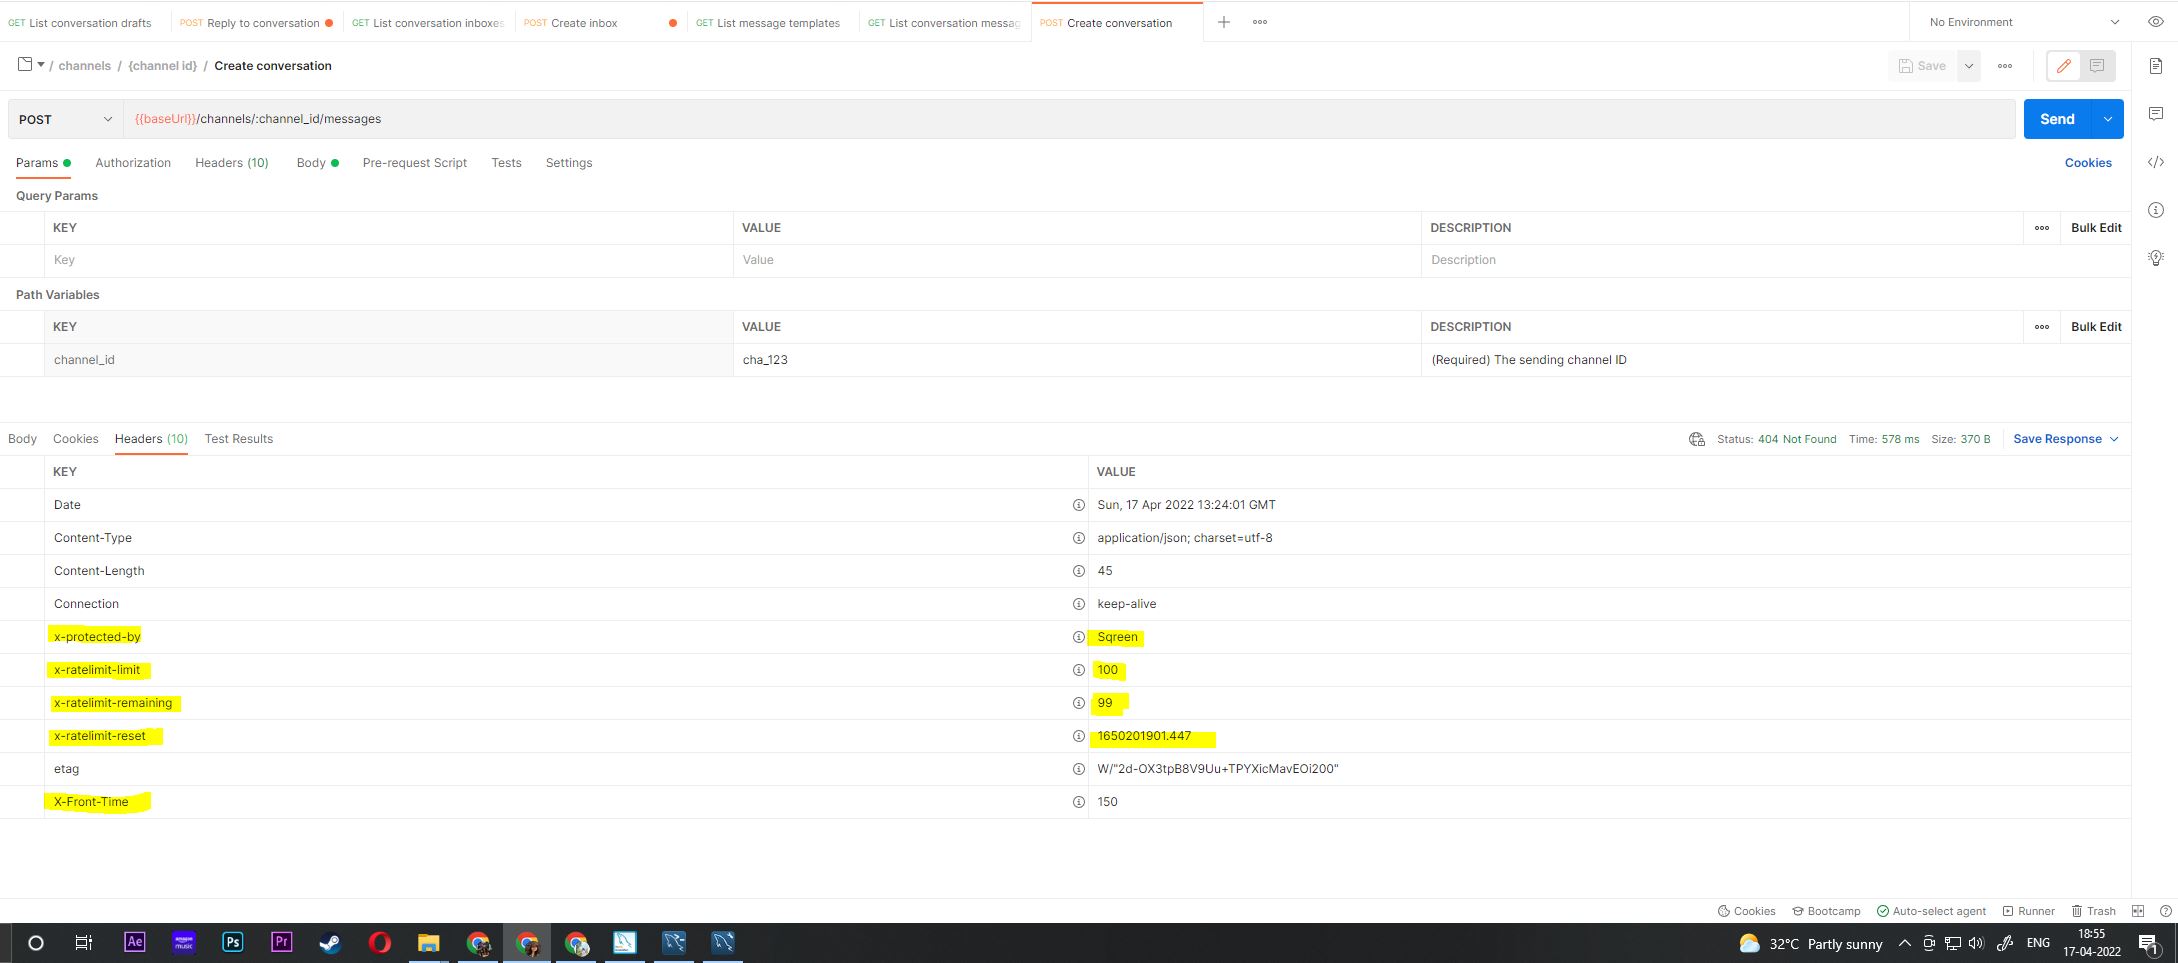 GET List conversation drafts POST Reply to conversation GET List conversation inboxes POST Create inbox GET List message templates GET List conversation messag POST Create conversation No Environment
/ channels / {channel id} / Create conversation Save
POST {{baseUrl}}/channels/:channel_id/messages Send
Params Authorization Headers (10) Body Pre-request Script Tests Settings Cookies
Query Params
KEY VALUE DESCRIPTION Bulk Edit
Key Value Description
Path Variables
KEY VALUE DESCRIPTION Bulk Edit
channel_id cha_123 (Required) The sending channel ID
Body Cookies Headers (10) Test Results Status: 404 Not Found Time: 578 ms Size: 370 B Save Response
KEY VALUE
Date Sun, 17 Apr 2022 13:24:01 GMT
Content-Type application/json; charset=utf-8
Content-Length 45
Connection keep-alive
x-protected-by Sqreen
x-ratelimit-limit 100
x-ratelimit-remaining 99
x-ratelimit-reset 1650201901.447
etag W/"2d-OX3tpB8V9Uu+TPYXicMavEOi200"
X-Front-Time 150
Cookies Bootcamp Auto-select agent Runner Trash
Ae amazon music Ps Pr 32°C Partly sunny ENG 18:55
17-04-2022 1